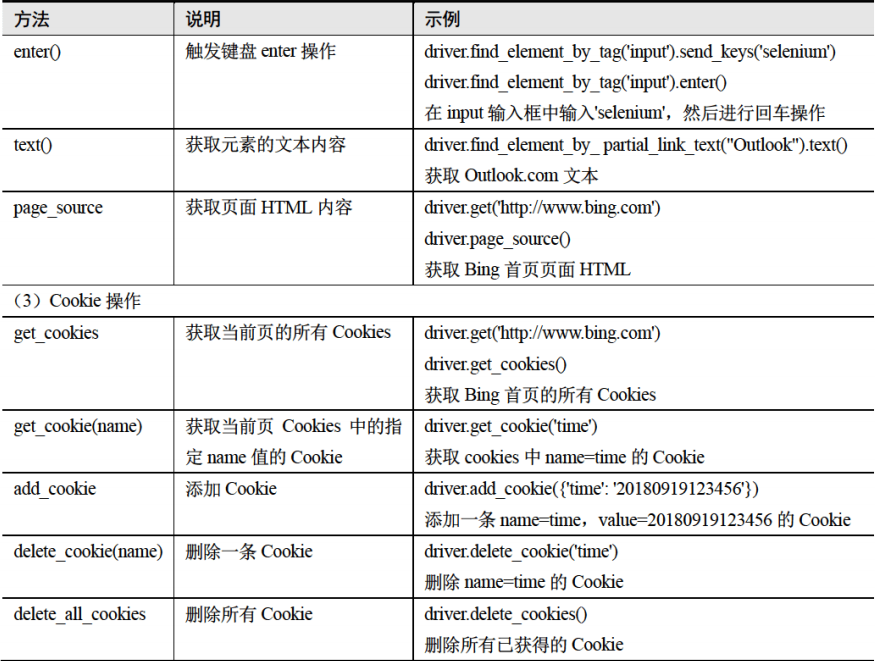 方法 说明 示例
enter() 触发键盘 enter 操作 driver.find_element_by_tag('input').send_keys('selenium')
driver.find_element_by_tag('input').enter()
在 input 输入框中输入'selenium'，然后进行回车操作
text() 获取元素的文本内容 driver.find_element_by_ partial_link_text("Outlook").text()
获取 Outlook.com 文本
page_source 获取页面 HTML 内容 driver.get('http://www.bing.com')
driver.page_source()
获取 Bing 首页页面 HTML
（3）Cookie 操作
get_cookies 获取当前页的所有 Cookies driver.get('http://www.bing.com')
driver.get_cookies()
获取 Bing 首页的所有 Cookies
get_cookie(name) 获取当前页 Cookies 中的指 driver.get_cookie('time')
定 name 值的 Cookie 获取 cookies 中 name=time 的 Cookie
add_cookie 添加 Cookie driver.add_cookie({'time': '20180919123456'})
添加一条 name=time，value=20180919123456 的 Cookie
delete_cookie(name) 删除一条 Cookie driver.delete_cookie('time')
删除 name=time 的 Cookie
delete_all_cookies 删除所有 Cookie driver.delete_cookies()
删除所有已获得的 Cookie